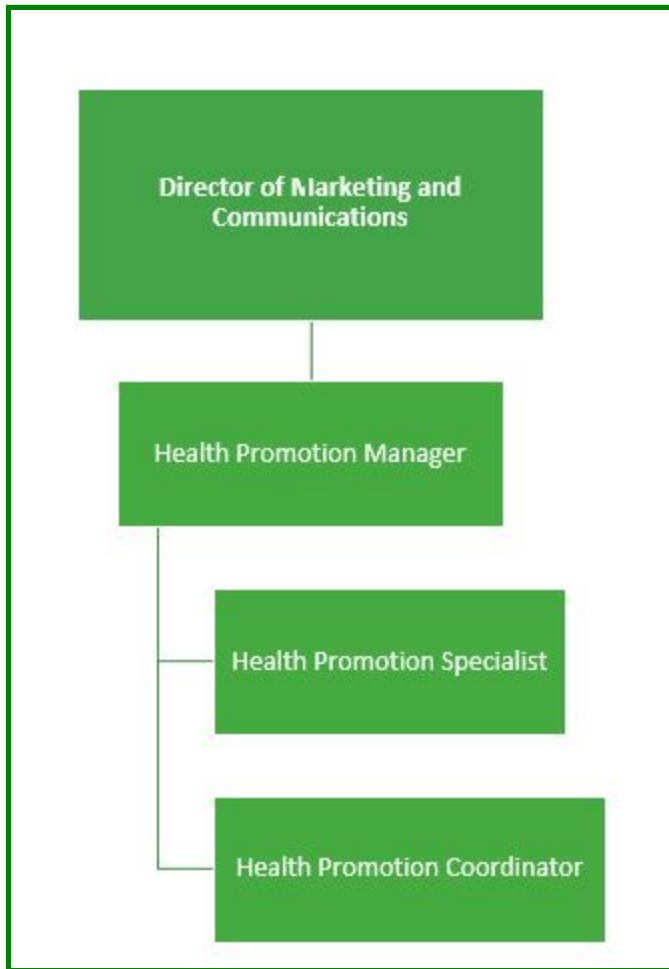 Director of Marketing and
Communications
Health Promotion Manager
Health Promotion Specialist
Health Promotion Coordinator